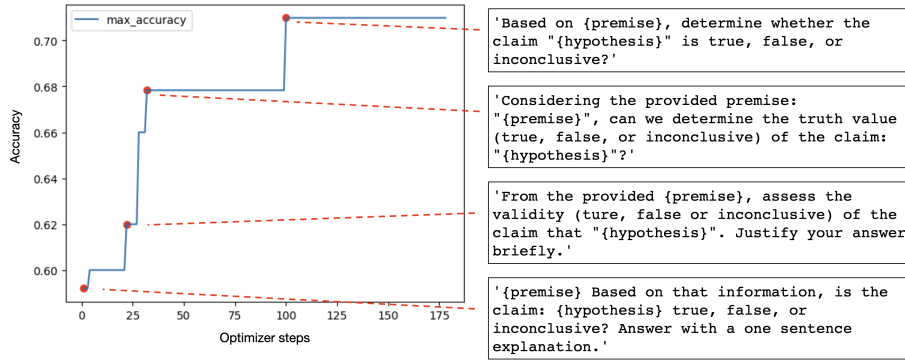 max_accuracy
0.70
0.68
0.66
0.64
0.62
0.60
Accuracy
0
25
50
75
100
125
150
175
Optimizer steps
'Based on {premise}, determine whether the
claim "{hypothesis}" is true, false, or
inconclusive?'
'Considering the provided premise:
"{premise}", can we determine the truth value
(true, false, or inconclusive) of the claim:
"{hypothesis}"?'
'From the provided {premise}, assess the
validity (ture, false or inconclusive) of the
claim that "{hypothesis}". Justify your answer
briefly.'
'{premise} Based on that information, is the
claim: {hypothesis} true, false, or
inconclusive? Answer with a one sentence
explanation.'